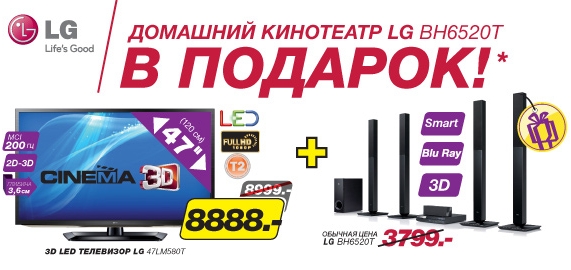 LG
Life's Good
ДОМАШНИЙ КИНОТЕАТР LG BH6520T
В ПОДАРОК!*
MCI
200 гц
2D-3D
ГЛУБИНА
3,6см
CINEMA 3D
47"
(120 см)
LED
FULL HD
1080p
T2
8999.-
8888.-
3D LED ТЕЛЕВИЗОР LG 47LM580T
+
Smart
Blu Ray
3D
ОБЫЧНАЯ ЦЕНА
LG BH6520T
3799.-